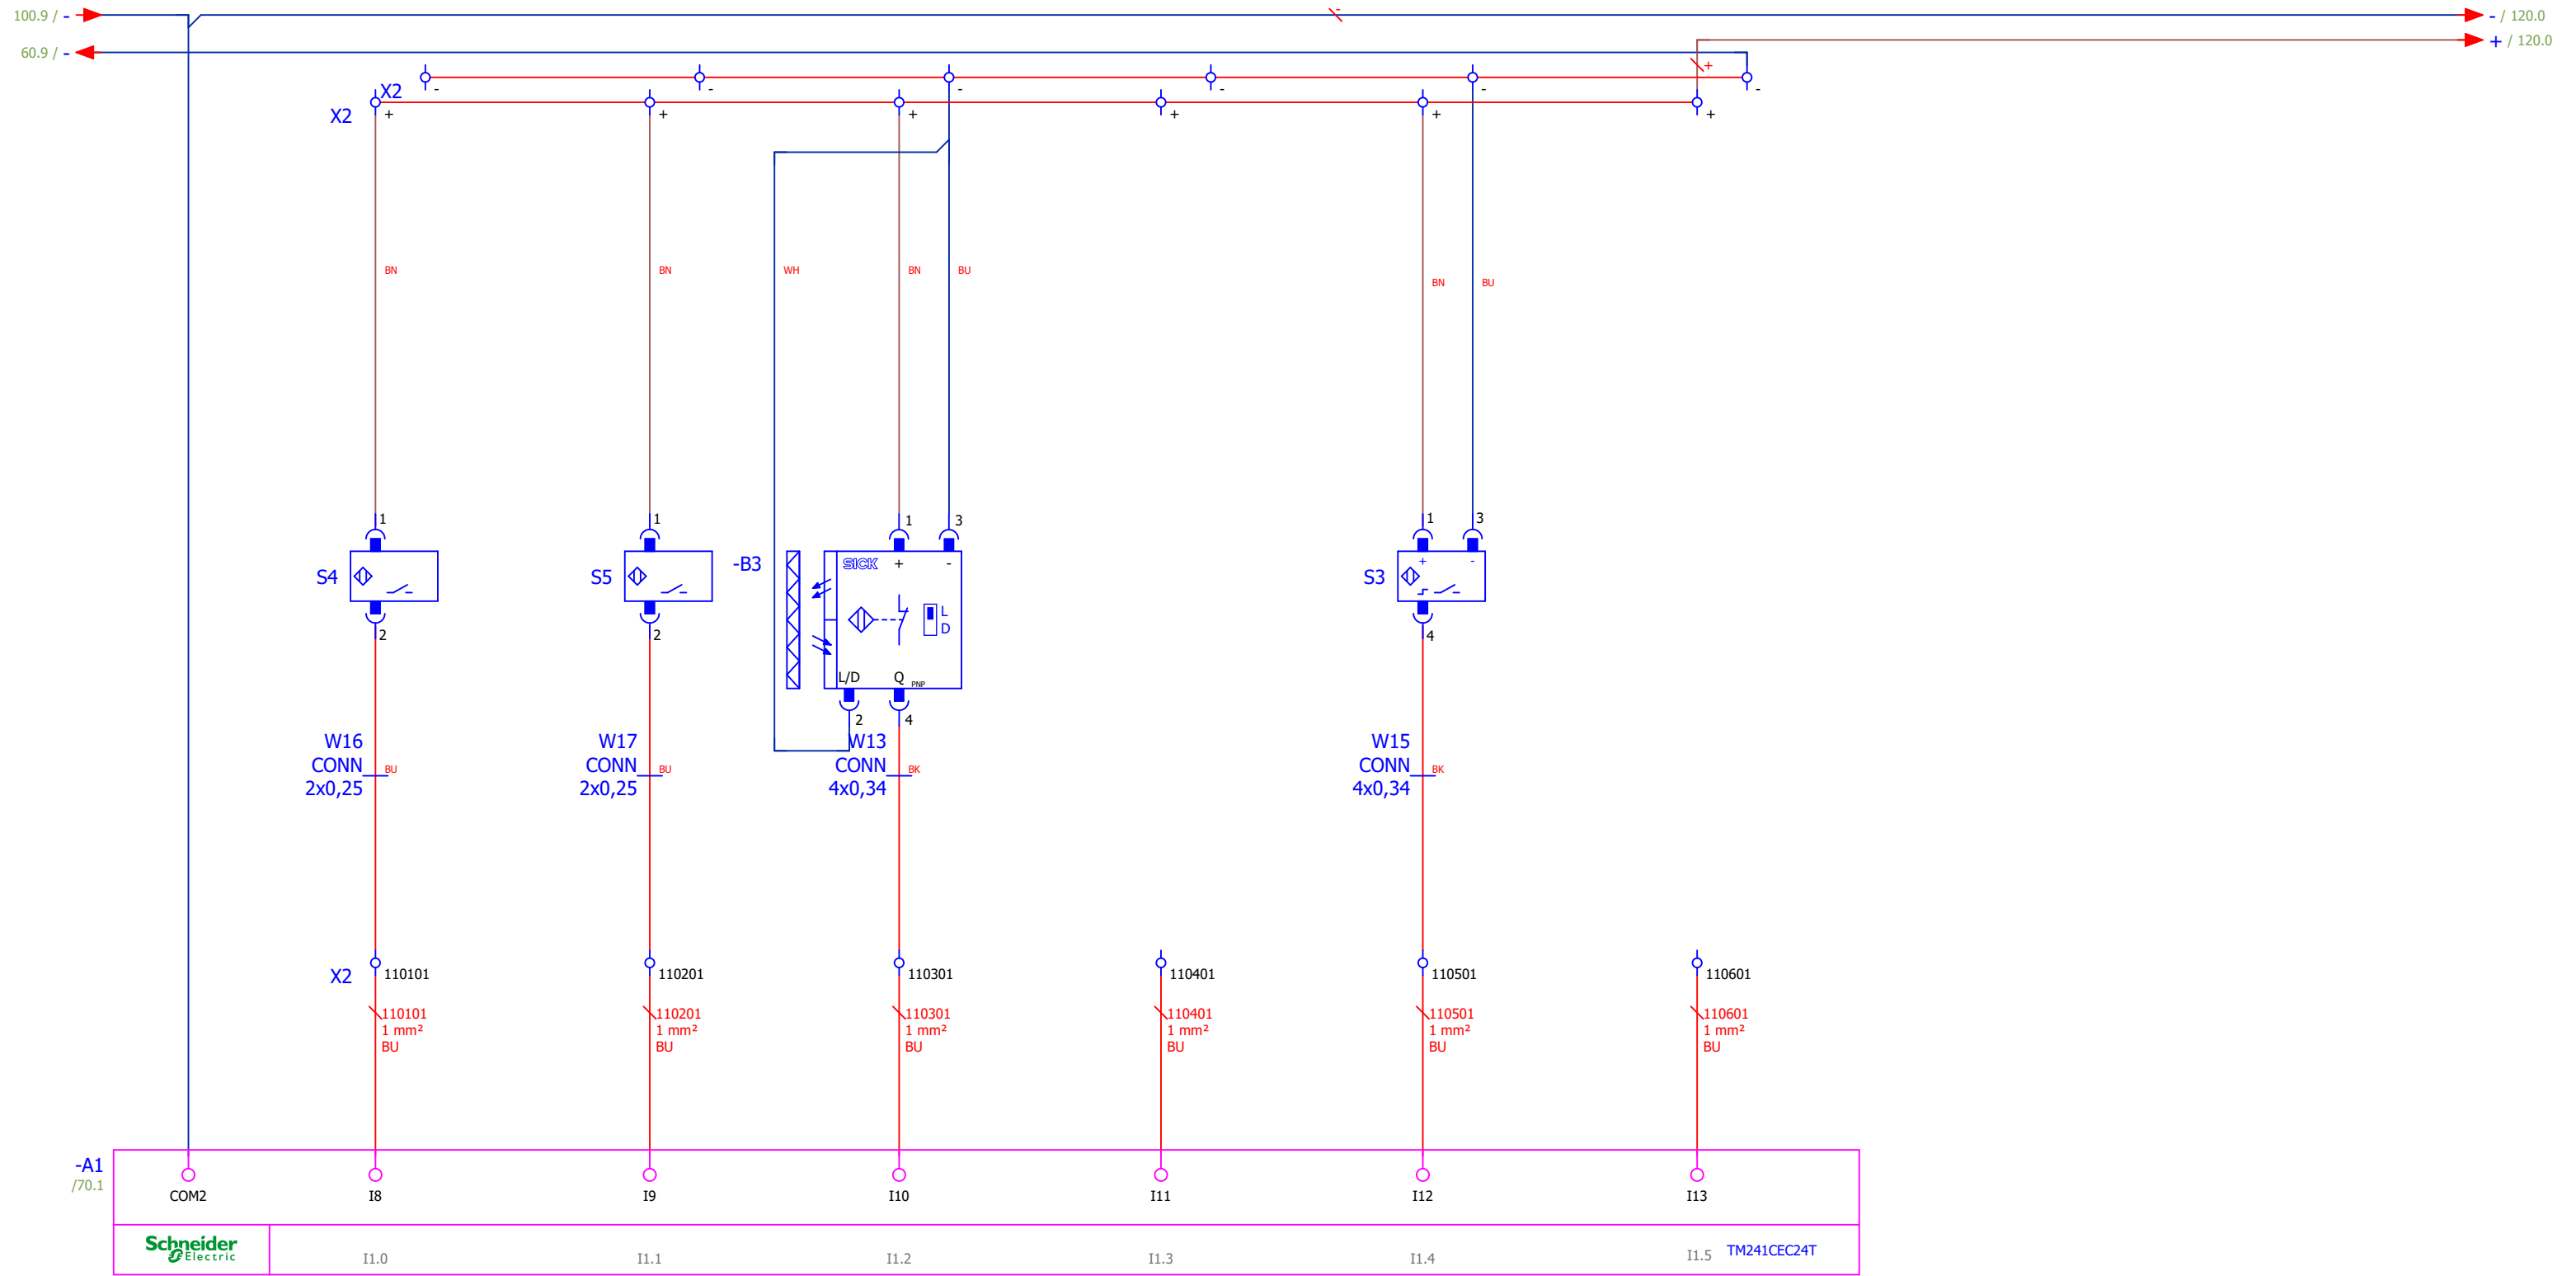 100.9 / -
- / 120.0
60.9 / -
+ / 120.0
+
-
X2
- - - - - -
X2
+ + + + + +
BN BN WH BN BU BN BU
1 1 1 3 1 3
S4
S5
-B3
SICK + -
S3
+ -
L
D
L/D Q PNP
2 2 2 4 4
W16
CONN
2x0,25
BU
W17
CONN
2x0,25
BU
W13
CONN
4x0,34
BK
W15
CONN
4x0,34
BK
X2
110101 110201 110301 110401 110501 110601
110101
1 mm²
BU
110201
1 mm²
BU
110301
1 mm²
BU
110401
1 mm²
BU
110501
1 mm²
BU
110601
1 mm²
BU
-A1
/70.1
COM2 I8 I9 I10 I11 I12 I13
Schneider
Electric
I1.0 I1.1 I1.2 I1.3 I1.4 I1.5 TM241CEC24T